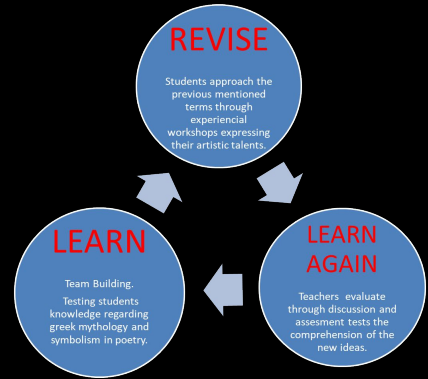 REVISE
Students approach the
previous mentioned
terms through
experiencial
workshops expressing
their artistic talents.
LEARN
AGAIN
Teachers evaluate
through discussion and
assesment tests the
comprehension of the
new ideas.
LEARN
Team Building.
Testing students
knowledge regarding
greek mythology and
symbolism in poetry.